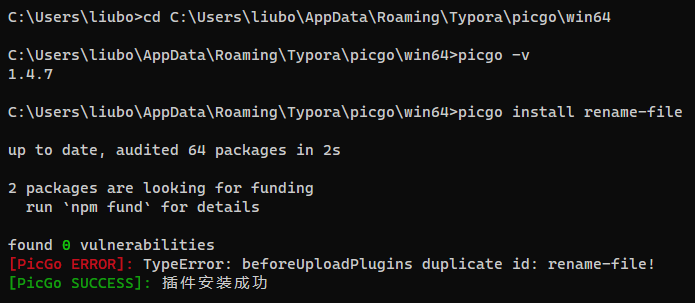 C:\Users\liubo>cd C:\Users\liubo\AppData\Roaming\Typora\picgo\win64
C:\Users\liubo\AppData\Roaming\Typora\picgo\win64>picgo -v
1.4.7
C:\Users\liubo\AppData\Roaming\Typora\picgo\win64>picgo install rename-file
up to date, audited 64 packages in 2s
2 packages are looking for funding
  run `npm fund` for details
found 0 vulnerabilities
[PicGo ERROR]: TypeError: beforeUploadPlugins duplicate id: rename-file!
[PicGo SUCCESS]: 插件安装成功